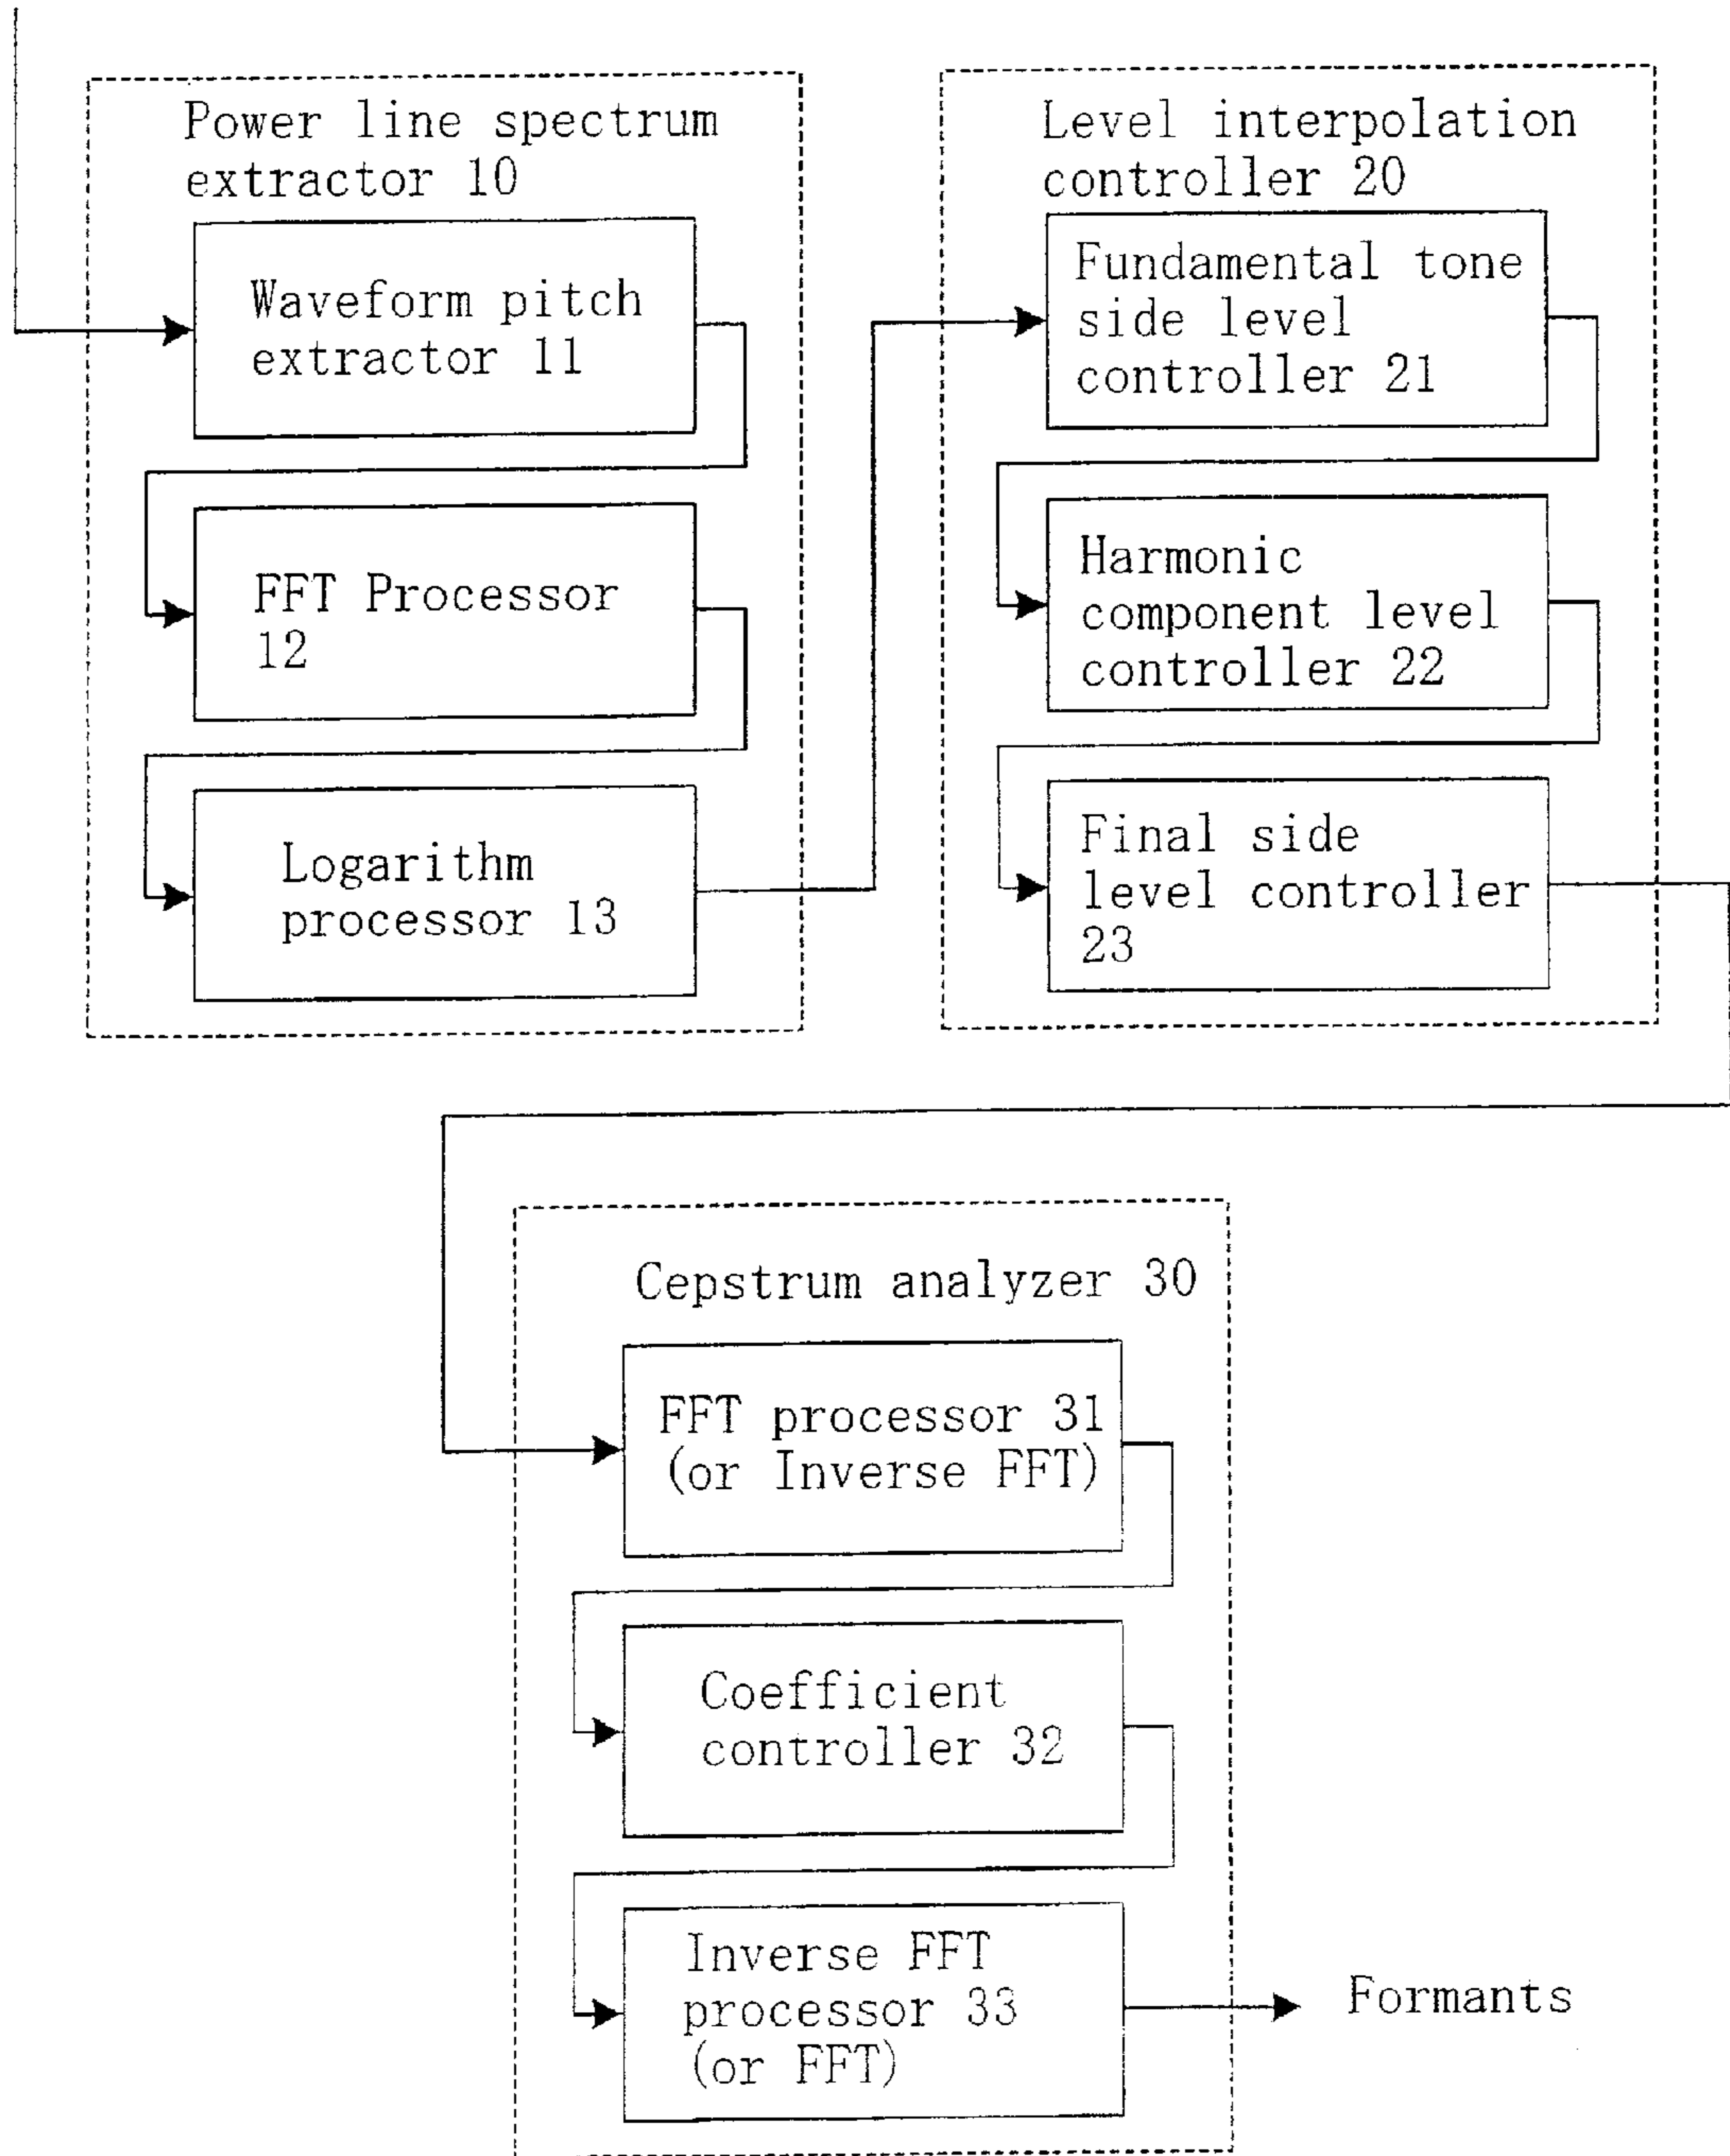 Power line spectrum
extractor 10
Waveform pitch
extractor 11
FFT Processor
12
Logarithm
processor 13
Level interpolation
controller 20
Fundamental tone
side level
controller 21
Harmonic
component level
controller 22
Final side
level controller
23
Cepstrum analyzer 30
FFT processor 31
(or Inverse FFT)
Coefficient
controller 32
Inverse FFT
processor 33
(or FFT)
Formants